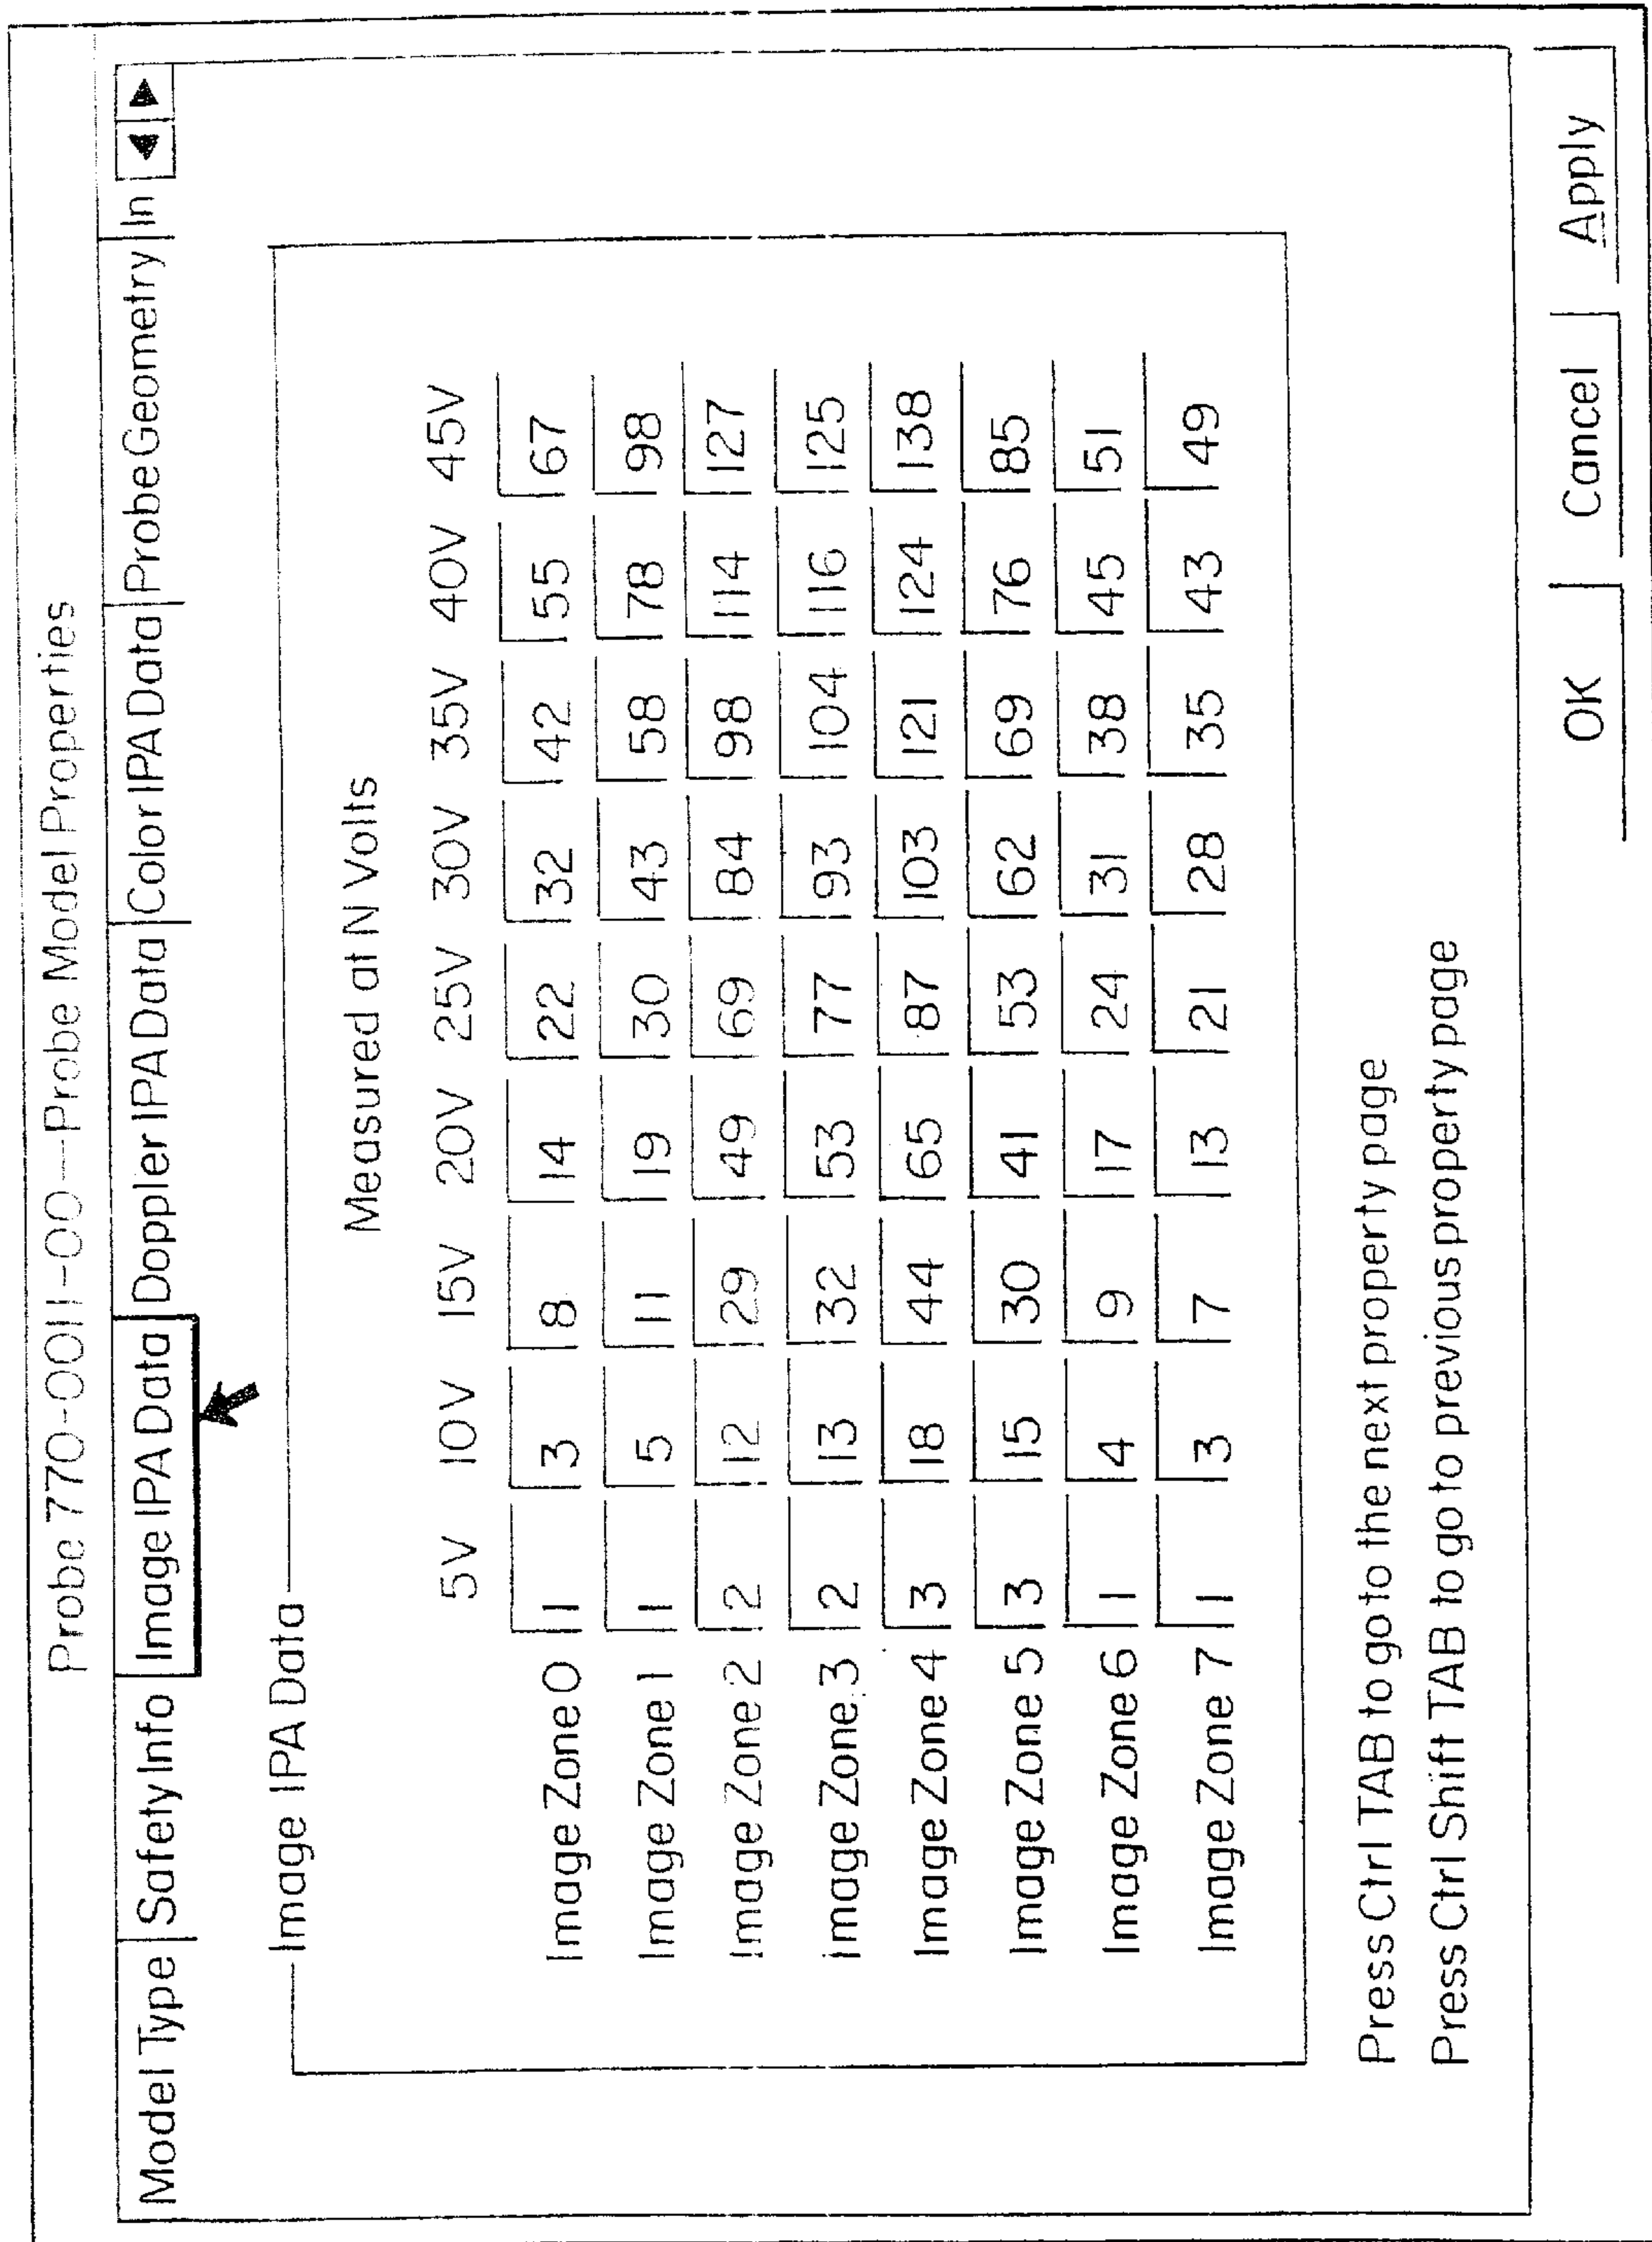 Probe 770-0011-00--Probe Model Properties
Model Type Safety Info Image IPA Data Doppler IPA Data Color IPA Data Probe Geometry In
Image IPA Data
Measured at N Volts
5V 10V 15V 20V 25V 30V 35V 40V 45V
Image Zone 0 1 3 8 14 22 32 42 55 67
Image Zone 1 1 5 11 19 30 43 58 78 98
Image Zone 2 2 12 29 49 69 84 98 114 127
Image Zone 3 2 13 32 53 77 93 104 116 125
Image Zone 4 3 18 44 65 87 103 121 124 138
Image Zone 5 3 15 30 41 53 62 69 76 85
Image Zone 6 1 4 9 17 24 31 38 45 51
Image Zone 7 1 3 7 13 21 28 35 43 49
Press Ctrl TAB to go to the next property page
Press Ctrl Shift TAB to go to previous property page
OK Cancel Apply